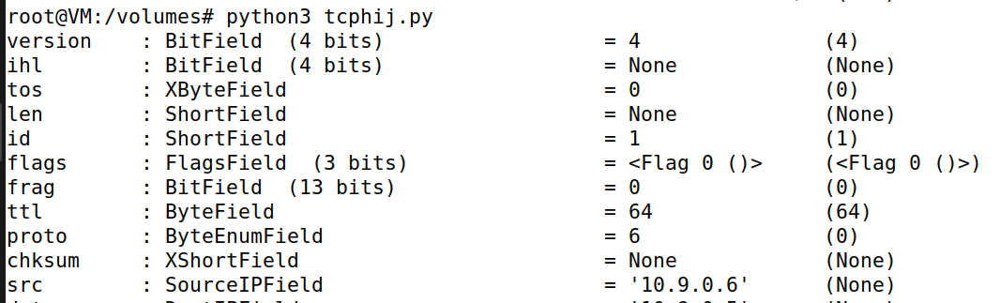 root@VM:/volumes# python3 tcphij.py
version    : BitField  (4 bits)                  = 4               (4)
ihl        : BitField  (4 bits)                  = None            (None)
tos        : XByteField                          = 0               (0)
len        : ShortField                          = None            (None)
id         : ShortField                          = 1               (1)
flags      : FlagsField  (3 bits)                = <Flag 0 ()>     (<Flag 0 ()>)
frag       : BitField  (13 bits)                 = 0               (0)
ttl        : ByteField                           = 64              (64)
proto      : ByteEnumField                       = 6               (0)
chksum     : XShortField                         = None            (None)
src        : SourceIPField                       = '10.9.0.6'      (None)